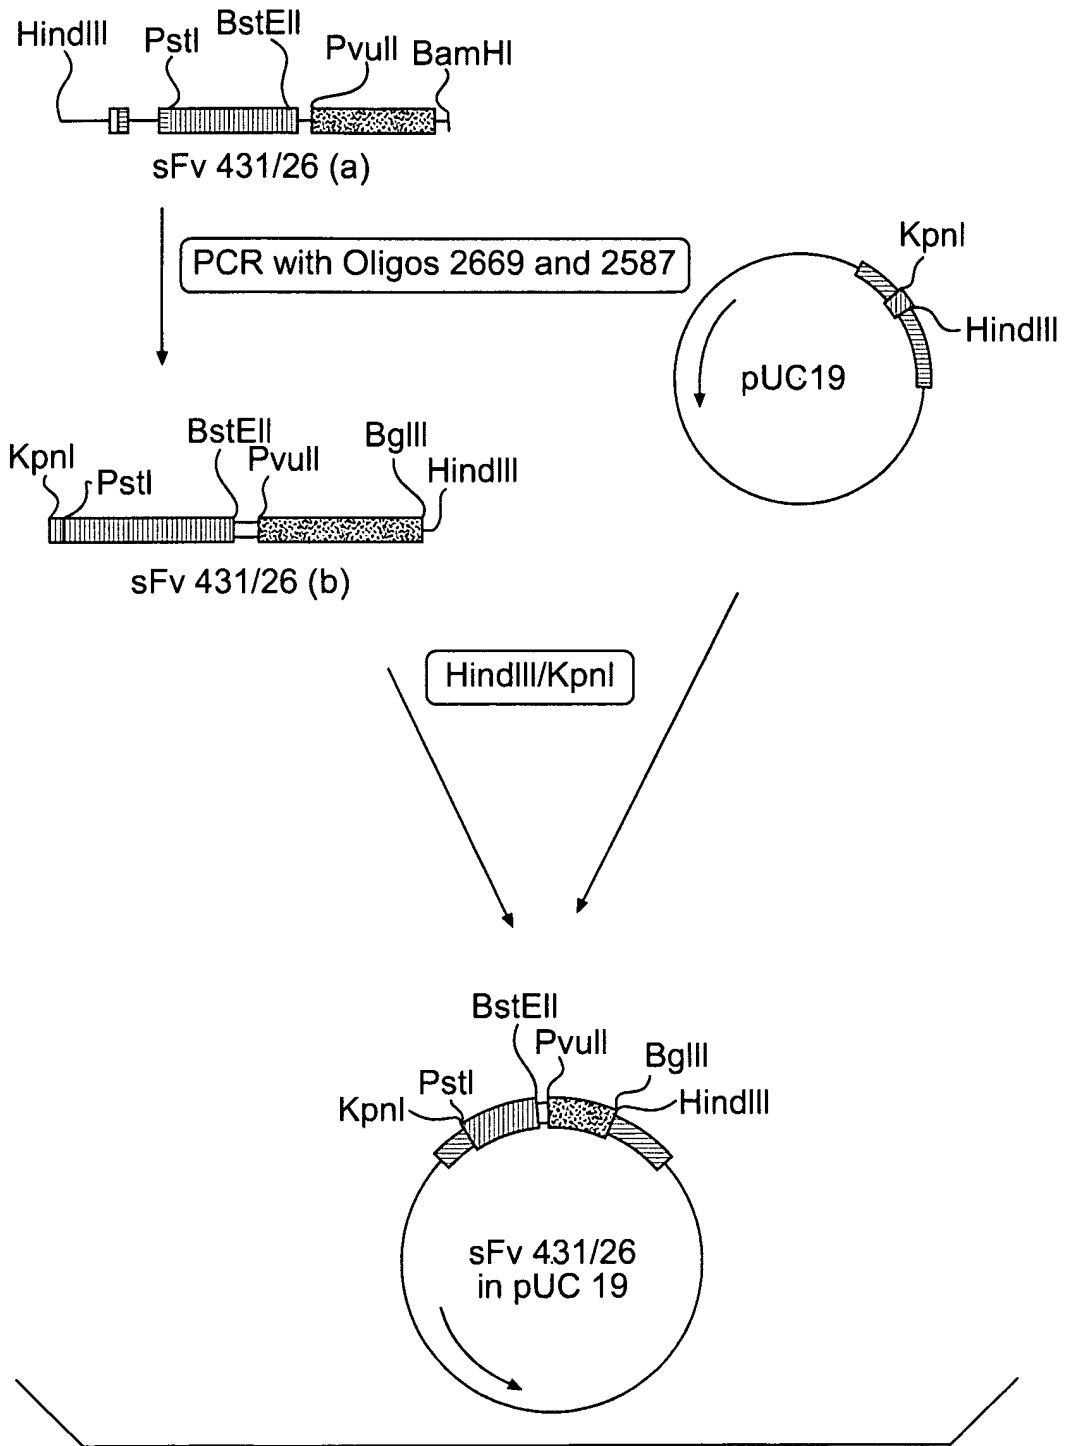 HindIII
PstI
BstEII
PvuII
BamHI
sFv 431/26 (a)
PCR with Oligos 2669 and 2587
KpnI
HindIII
pUC19
KpnI
PstI
BstEII
PvuII
BglII
HindIII
sFv 431/26 (b)
HindIII/KpnI
BstEII
PvuII
BglII
PstI
KpnI
HindIII
sFv 431/26
in pUC 19